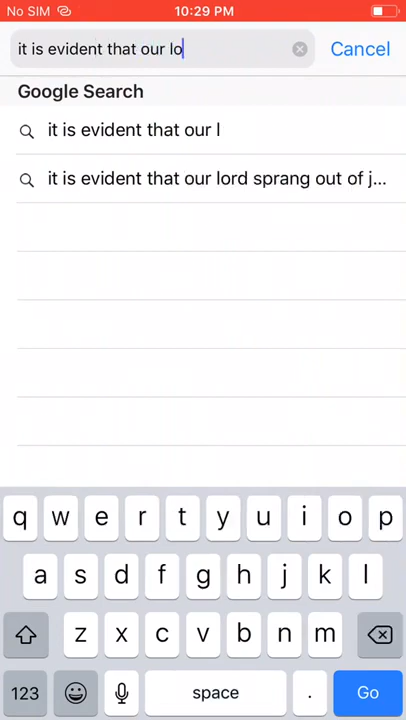 No SIM 10:29 PM
it is evident that our lo Cancel
Google Search
it is evident that our l
it is evident that our lord sprang out of j...
q w e r t y u i o p
a s d f g h j k l
z x c v b n m
123 space . Go